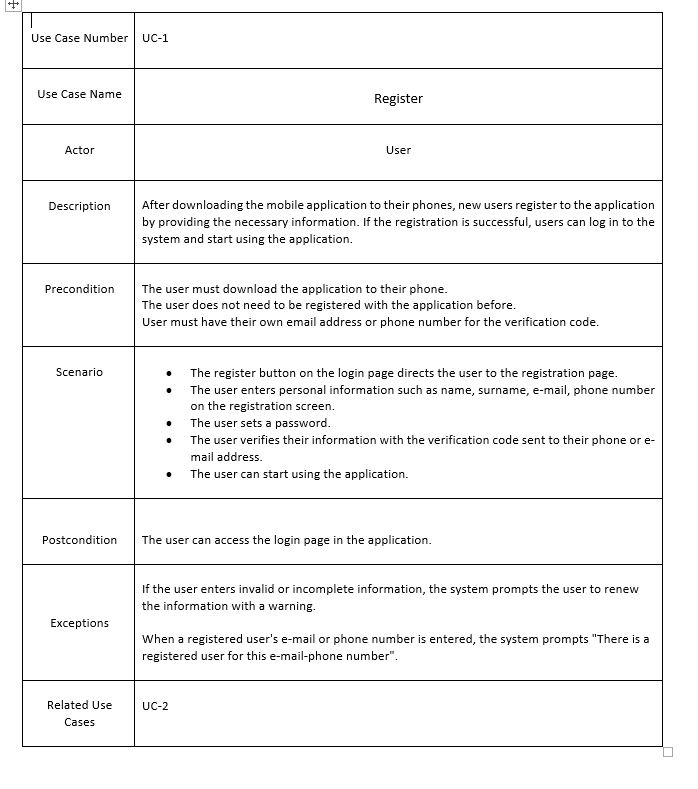 Use Case Number
UC-1
Use Case Name
Register
Actor
User
Description
After downloading the mobile application to their phones, new users register to the application
by providing the necessary information. If the registration is successful, users can log in to the
system and start using the application.
Precondition
The user must download the application to their phone.
The user does not need to be registered with the application before.
User must have their own email address or phone number for the verification code.
Scenario
• The register button on the login page directs the user to the registration page.
• The user enters personal information such as name, surname, e-mail, phone number
on the registration screen.
• The user sets a password.
• The user verifies their information with the verification code sent to their phone or e-
mail address.
• The user can start using the application.
Postcondition
The user can access the login page in the application.
Exceptions
If the user enters invalid or incomplete information, the system prompts the user to renew
the information with a warning.
When a registered user's e-mail or phone number is entered, the system prompts "There is a
registered user for this e-mail-phone number".
Related Use
Cases
UC-2